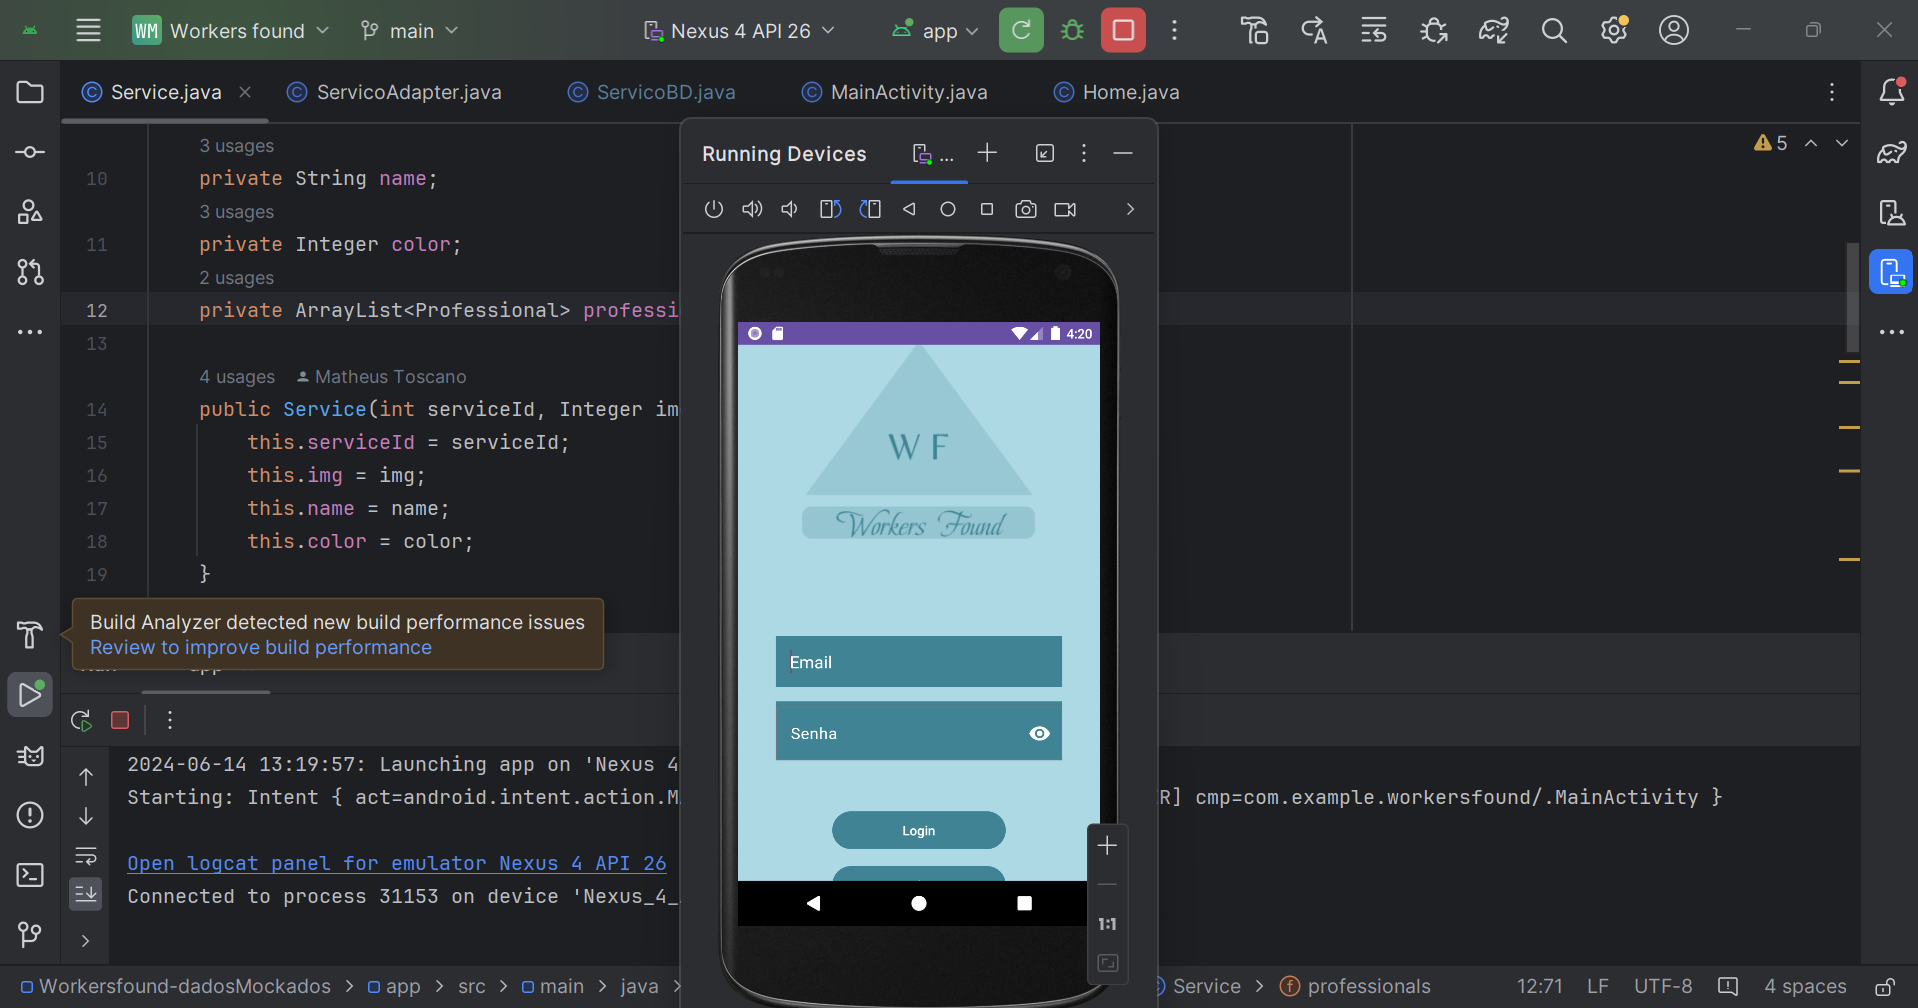 WM Workers found main Nexus 4 API 26 app
Service.java ServicoAdapter.java ServicoBD.java MainActivity.java Home.java
3 usages
10 private String name;
3 usages
11 private Integer color;
2 usages
12 private ArrayList<Professional> professi
13
4 usages Matheus Toscano
14 public Service(int serviceId, Integer im
15 this.serviceId = serviceId;
16 this.img = img;
17 this.name = name;
18 this.color = color;
19 }
5
Build Analyzer detected new build performance issues
Review to improve build performance
2024-06-14 13:19:57: Launching app on 'Nexus 4
Starting: Intent { act=android.intent.action.M
R] cmp=com.example.workersfound/.MainActivity }
Open logcat panel for emulator Nexus 4 API 26
Connected to process 31153 on device 'Nexus_4_
Running Devices ...
4:20
W F
Workers Found
Email
Senha
Login
1:1
Workersfound-dadosMockados > app > src > main > java > Service > professionals 12:71 LF UTF-8 4 spaces